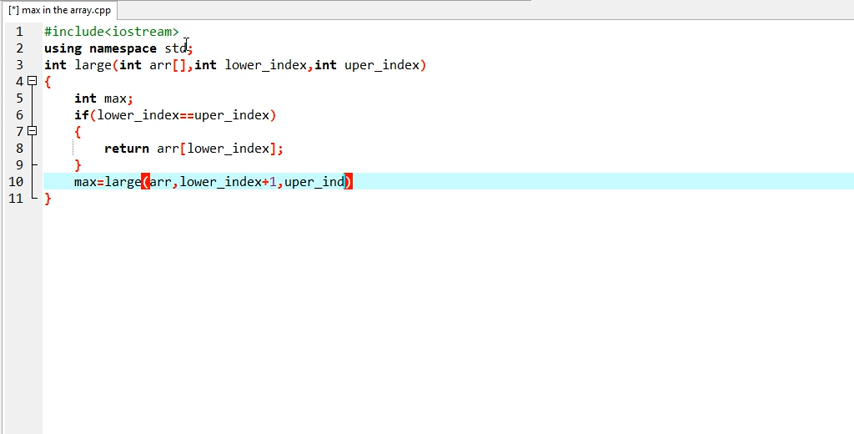 [*] max in the array.cpp
1 #include<iostream>
2 using namespace std;
3 int large(int arr[],int lower_index,int uper_index)
4 {
5 int max;
6 if(lower_index==uper_index)
7 {
8 return arr[lower_index];
9 }
10 max=large(arr,lower_index+1,uper_ind)
11 }